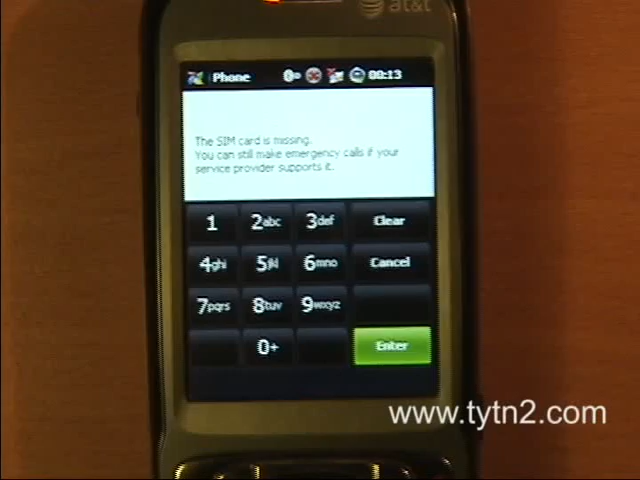 at&t
Phone 00:13
The SIM card is missing.
You can still make emergency calls if your
service provider supports it.
1 2abc 3def Clear
4ghi 5jkl 6mno Cancel
7pqrs 8tuv 9wxyz
0+ Enter
www.tytn2.com